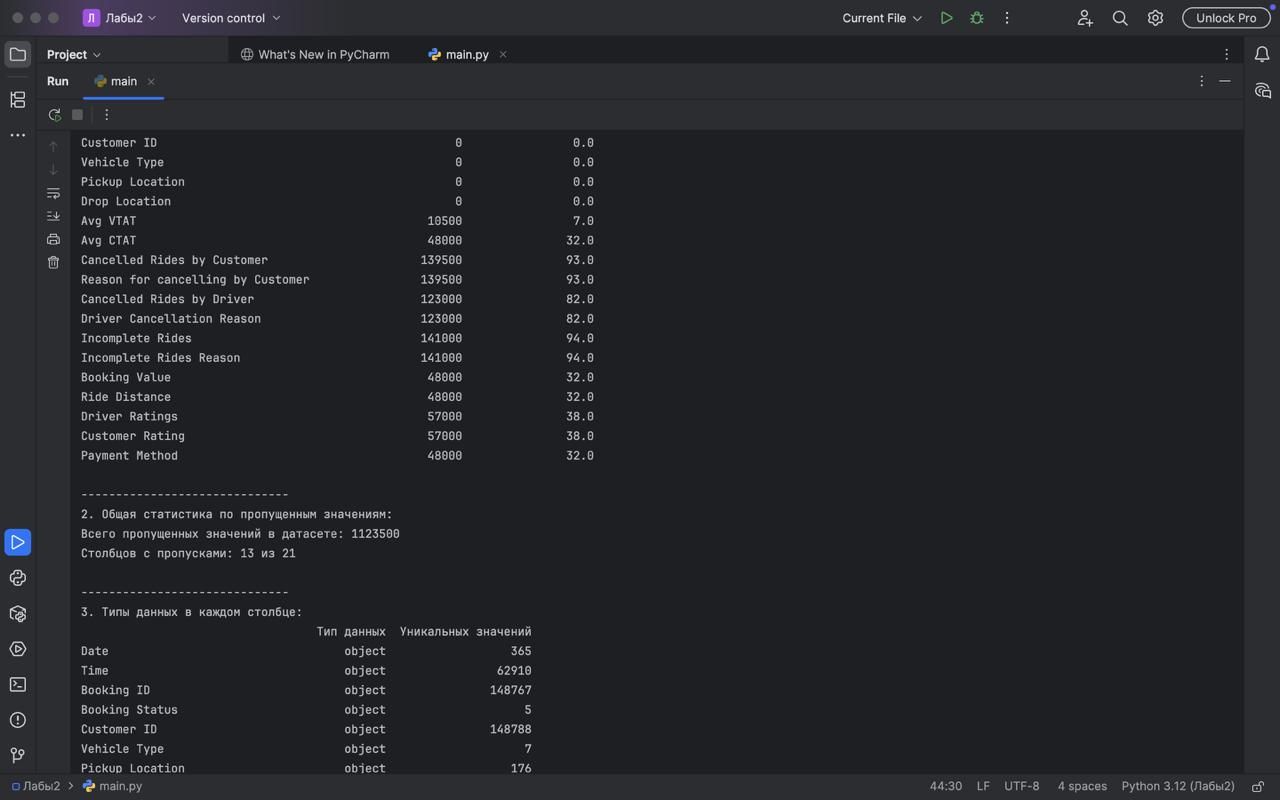 Л Лабы2 Version control Current File Unlock Pro
Project What's New in PyCharm main.py
Run main
Customer ID 0 0.0
Vehicle Type 0 0.0
Pickup Location 0 0.0
Drop Location 0 0.0
Avg VTAT 10500 7.0
Avg CTAT 48000 32.0
Cancelled Rides by Customer 139500 93.0
Reason for cancelling by Customer 139500 93.0
Cancelled Rides by Driver 123000 82.0
Driver Cancellation Reason 123000 82.0
Incomplete Rides 141000 94.0
Incomplete Rides Reason 141000 94.0
Booking Value 48000 32.0
Ride Distance 48000 32.0
Driver Ratings 57000 38.0
Customer Rating 57000 38.0
Payment Method 48000 32.0
------------------------------
2. Общая статистика по пропущенным значениям:
Всего пропущенных значений в датасете: 1123500
Столбцов с пропусками: 13 из 21
------------------------------
3. Типы данных в каждом столбце:
Тип данных Уникальных значений
Date object 365
Time object 62910
Booking ID object 148767
Booking Status object 5
Customer ID object 148788
Vehicle Type object 7
Pickup Location object 176
Лабы2 main.py 44:30 LF UTF-8 4 spaces Python 3.12 (Лабы2)